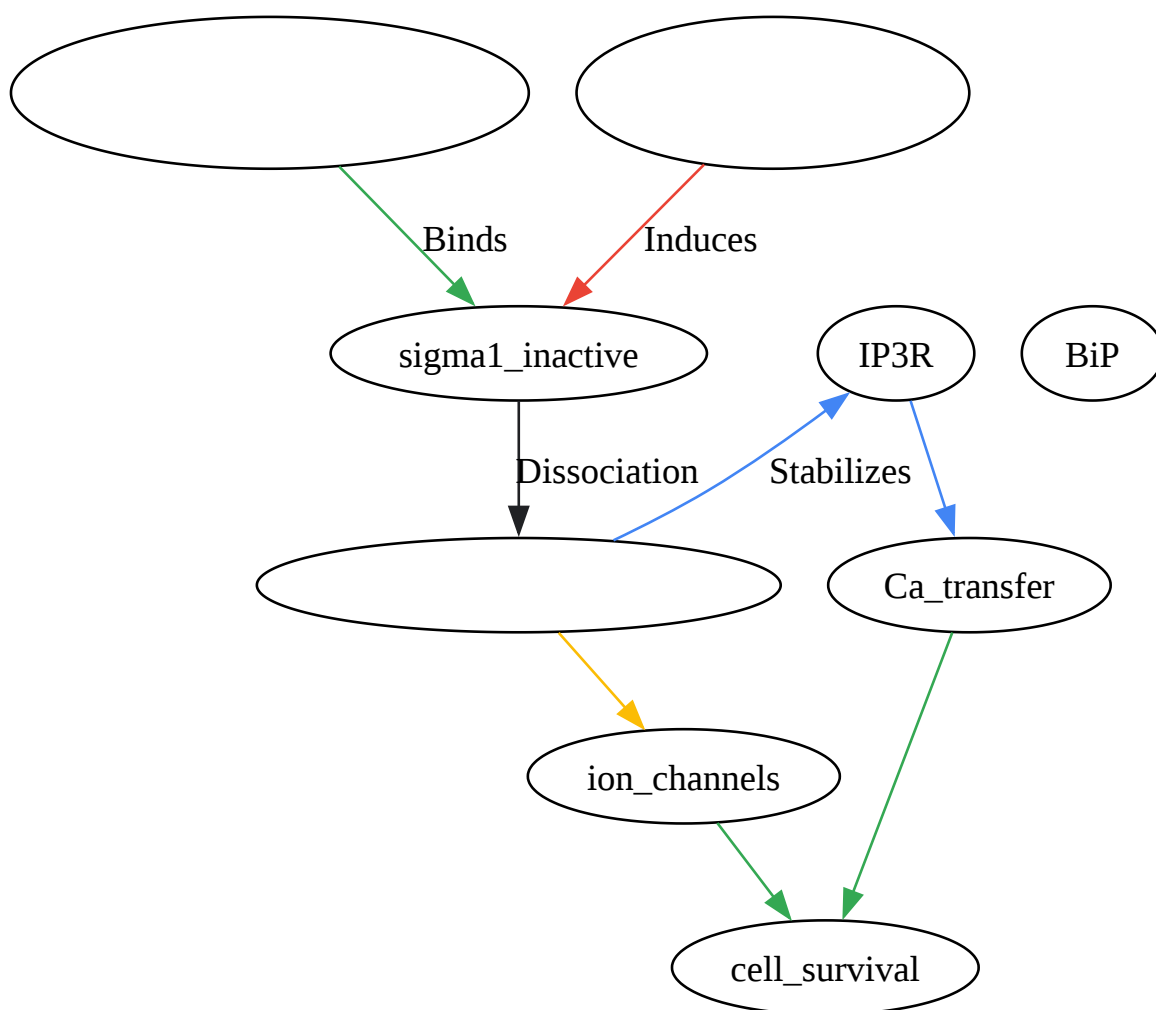 Binds
Induces
sigma1_inactive
IP3R
BiP
Dissociation
Stabilizes
Ca_transfer
ion_channels
cell_survival